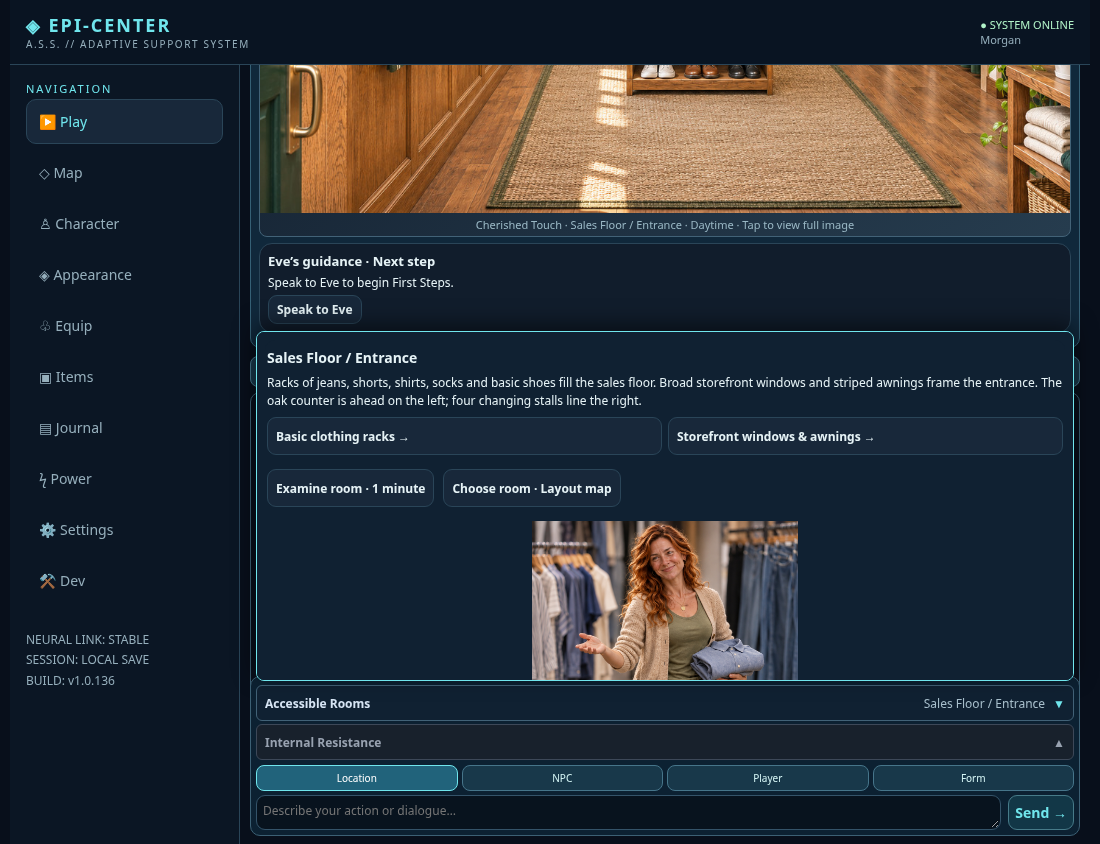 ◈ EPI-CENTER
A.S.S. // ADAPTIVE SUPPORT SYSTEM
● SYSTEM ONLINE
Morgan
NAVIGATION
▶️ Play
◇ Map
♙ Character
◈ Appearance
♧ Equip
▣ Items
▤ Journal
ϟ Power
⚙️ Settings
⚒️ Dev
NEURAL LINK: STABLE
SESSION: LOCAL SAVE
BUILD: v1.0.136
Cherished Touch · Sales Floor / Entrance · Daytime · Tap to view full image
Eve’s guidance · Next step
Speak to Eve to begin First Steps.
Speak to Eve
Sales Floor / Entrance
Racks of jeans, shorts, shirts, socks and basic shoes fill the sales floor. Broad storefront windows and striped awnings frame the entrance. The
oak counter is ahead on the left; four changing stalls line the right.
Basic clothing racks →
Storefront windows & awnings →
Examine room · 1 minute
Choose room · Layout map
Accessible Rooms
Sales Floor / Entrance ▼
Internal Resistance ▲
Location
NPC
Player
Form
Describe your action or dialogue...
Send →